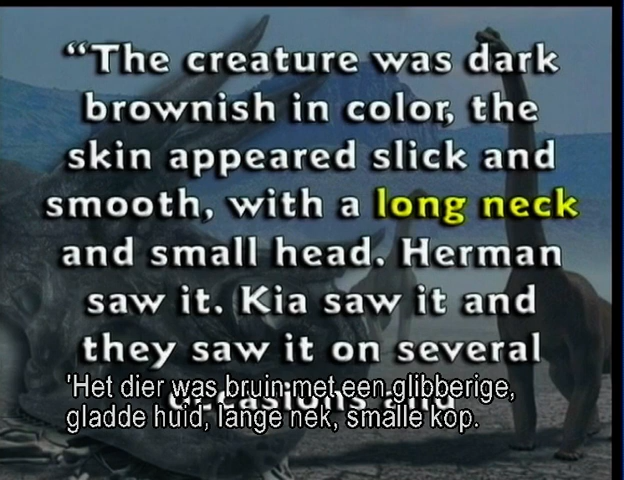 “The creature was dark
brownish in color, the
skin appeared slick and
smooth, with a long neck
and small head. Herman
saw it. Kia saw it and
they saw it on several
occasions and
'Het dier was bruin met een glibberige,
gladde huid, lange nek, smalle kop.